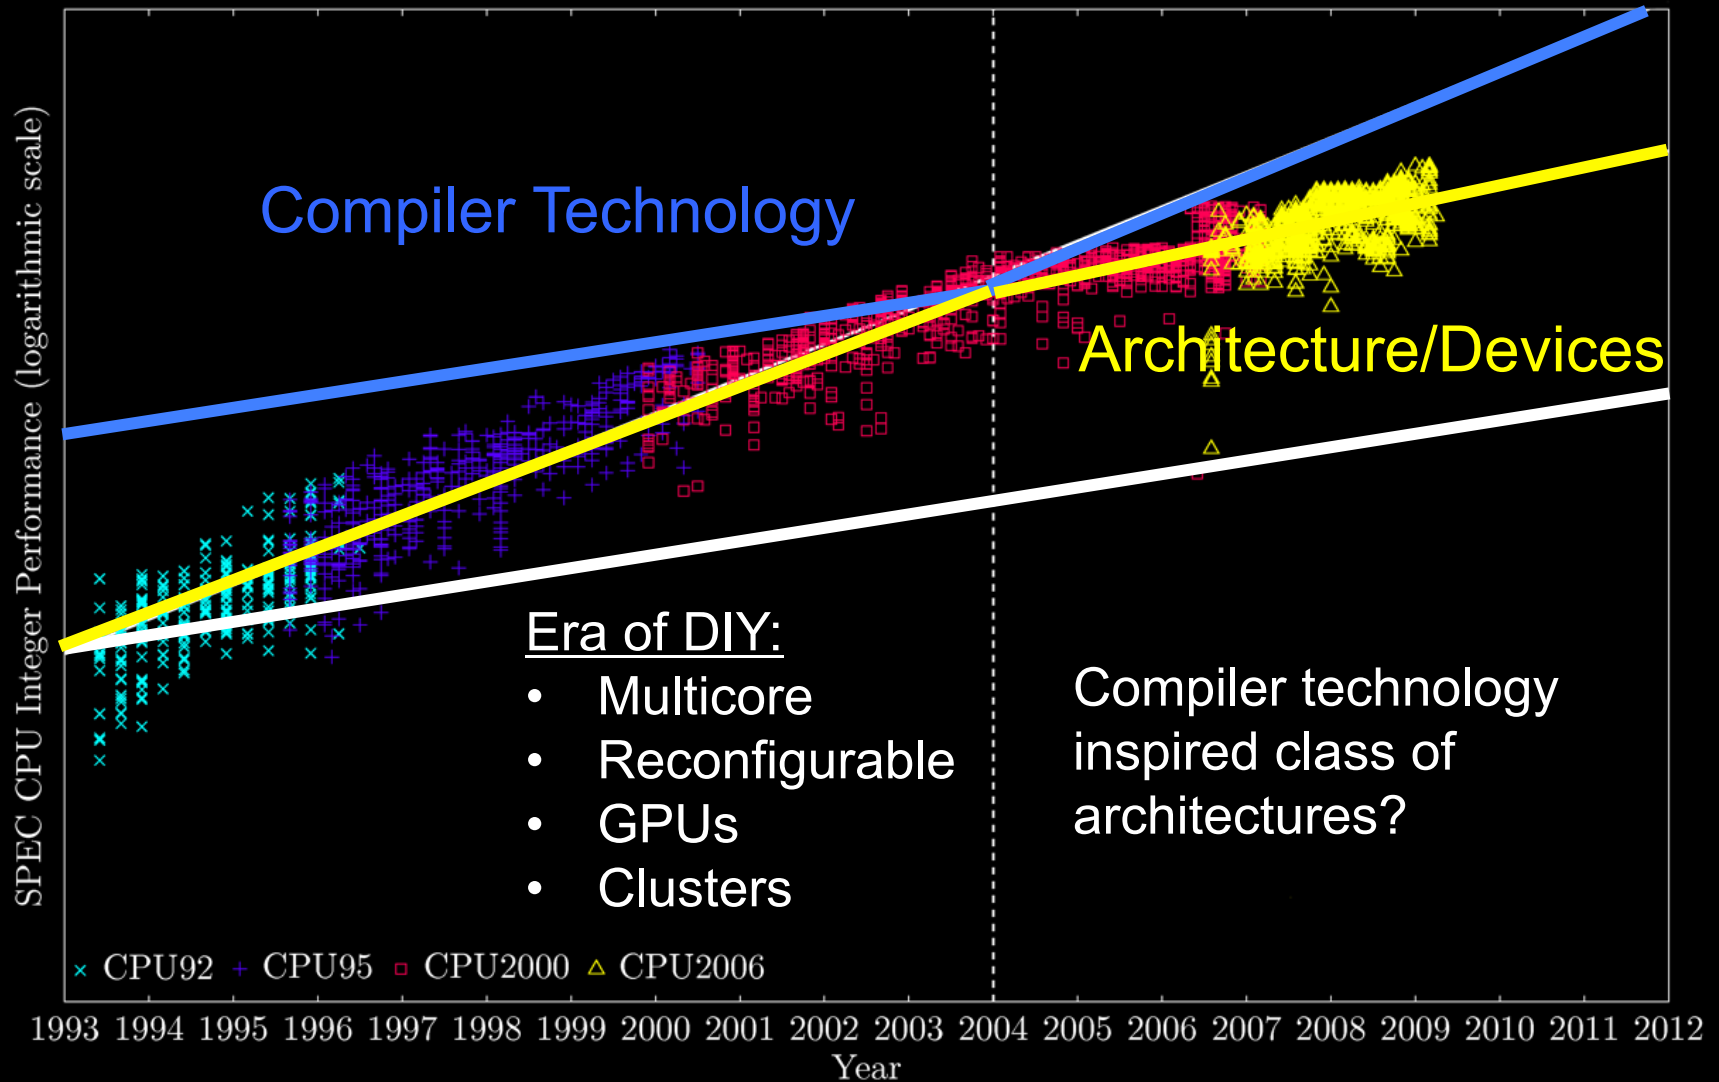 SPEC CPU Integer Performance (logarithmic scale)
Compiler Technology
Architecture/Devices
Era of DIY:
• Multicore
• Reconfigurable
• GPUs
• Clusters
Compiler technology
inspired class of
architectures?
CPU92 CPU95 CPU2000 CPU2006
1993 1994 1995 1996 1997 1998 1999 2000 2001 2002 2003 2004 2005 2006 2007 2008 2009 2010 2011 2012
Year